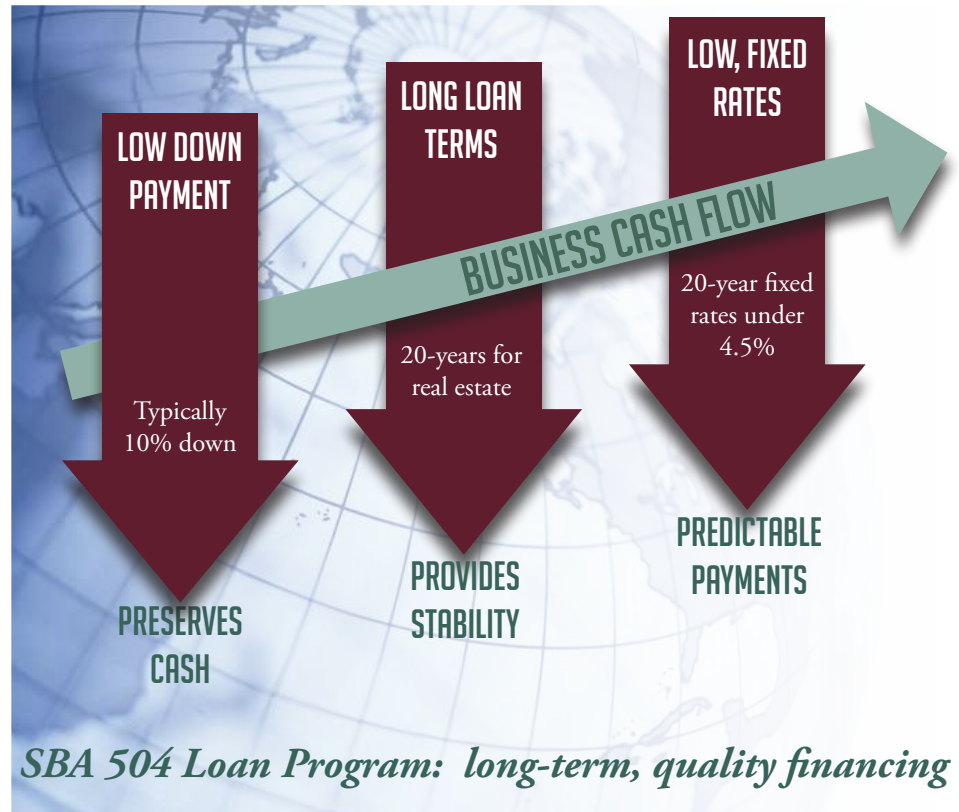 LOW DOWN
PAYMENT
Typically
10% down
PRESERVES
CASH
LONG LOAN
TERMS
20-years for
real estate
PROVIDES
STABILITY
LOW, FIXED
RATES
20-year fixed
rates under
4.5%
PREDICTABLE
PAYMENTS
BUSINESS CASH FLOW
SBA 504 Loan Program: long-term, quality financing